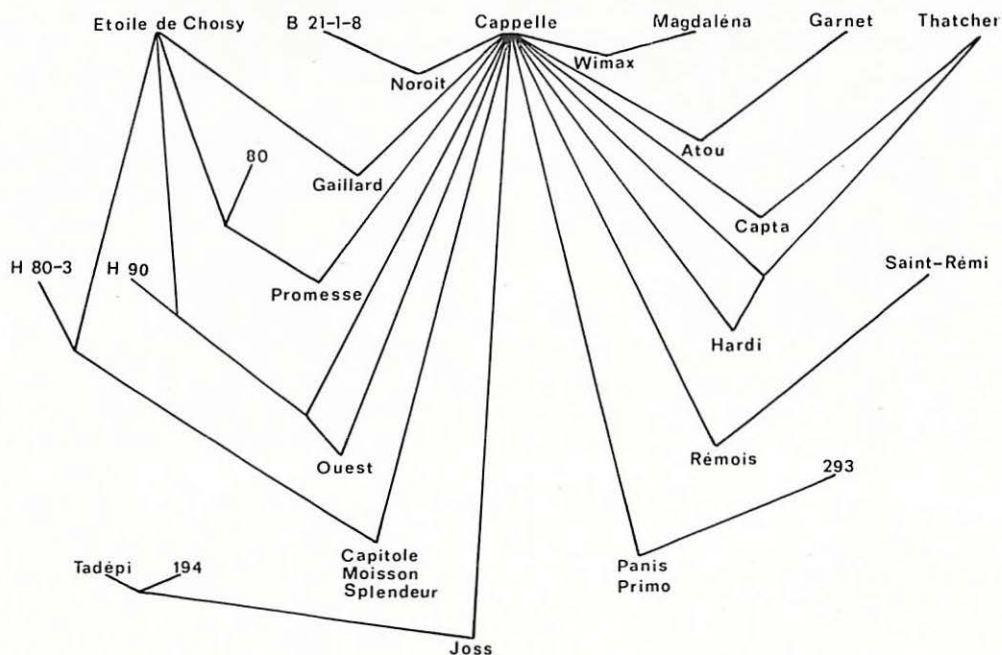 Etoile de Choisy
B 21-1-8
Cappelle
Magdaléna
Garnet
Thatcher
Noroit
Wimax
Atou
80
Gaillard
Capta
H 80-3
H 90
Promesse
Saint-Rémi
Hardi
Ouest
Rémois
293
Capitole
Moisson
Splendeur
Tadépi
194
Panis
Primo
Joss